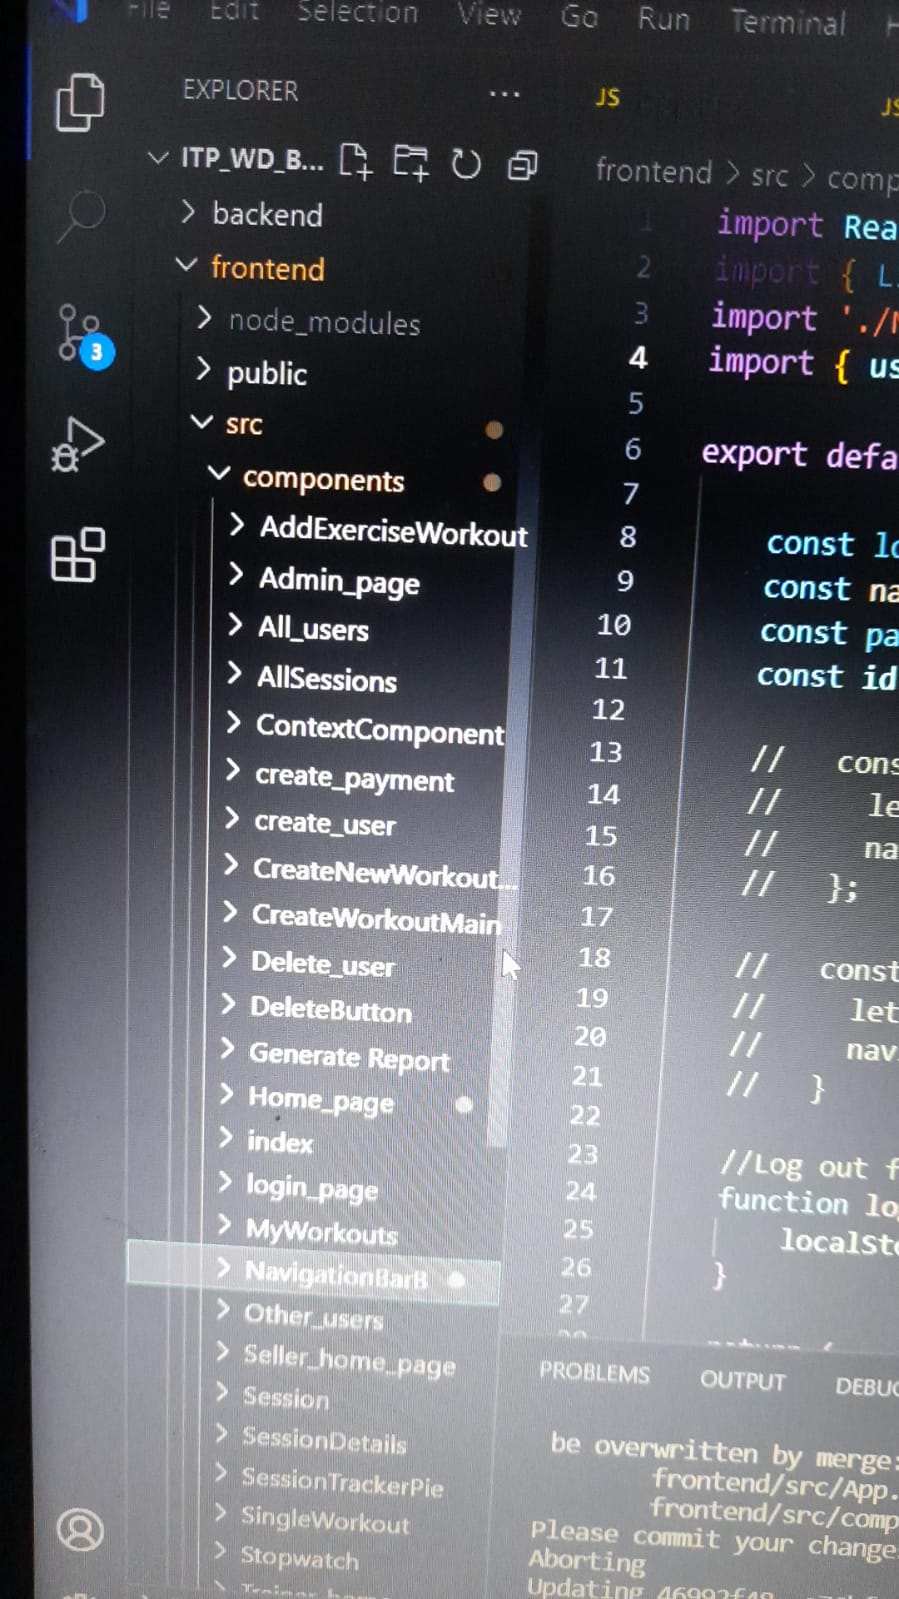 File Edit Selection View Go Run Terminal
EXPLORER ...
JS
JS
ITP_WD_B...
frontend > src > comp
backend
frontend
node_modules
public
src
components
AddExerciseWorkout
Admin_page
All_users
AllSessions
ContextComponent
create_payment
create_user
CreateNewWorkout...
CreateWorkoutMain
Delete_user
DeleteButton
Generate Report
Home_page
index
login_page
MyWorkouts
NavigationBarB
Other_users
Seller_home_page
Session
SessionDetails
SessionTrackerPie
SingleWorkout
Stopwatch
3
1 import Rea
2 import { L
3 import './
4 import { us
5
6 export defa
7
8 const lo
9 const na
10 const pa
11 const id
12
13 // cons
14 // le
15 // na
16 // };
17
18 // const
19 // let
20 // nav
21 // }
22
23 //Log out f
24 function lo
25 localSto
26 }
27
PROBLEMS OUTPUT DEBUG
be overwritten by merge:
frontend/src/App.
frontend/src/comp
Please commit your change
Aborting
Updating